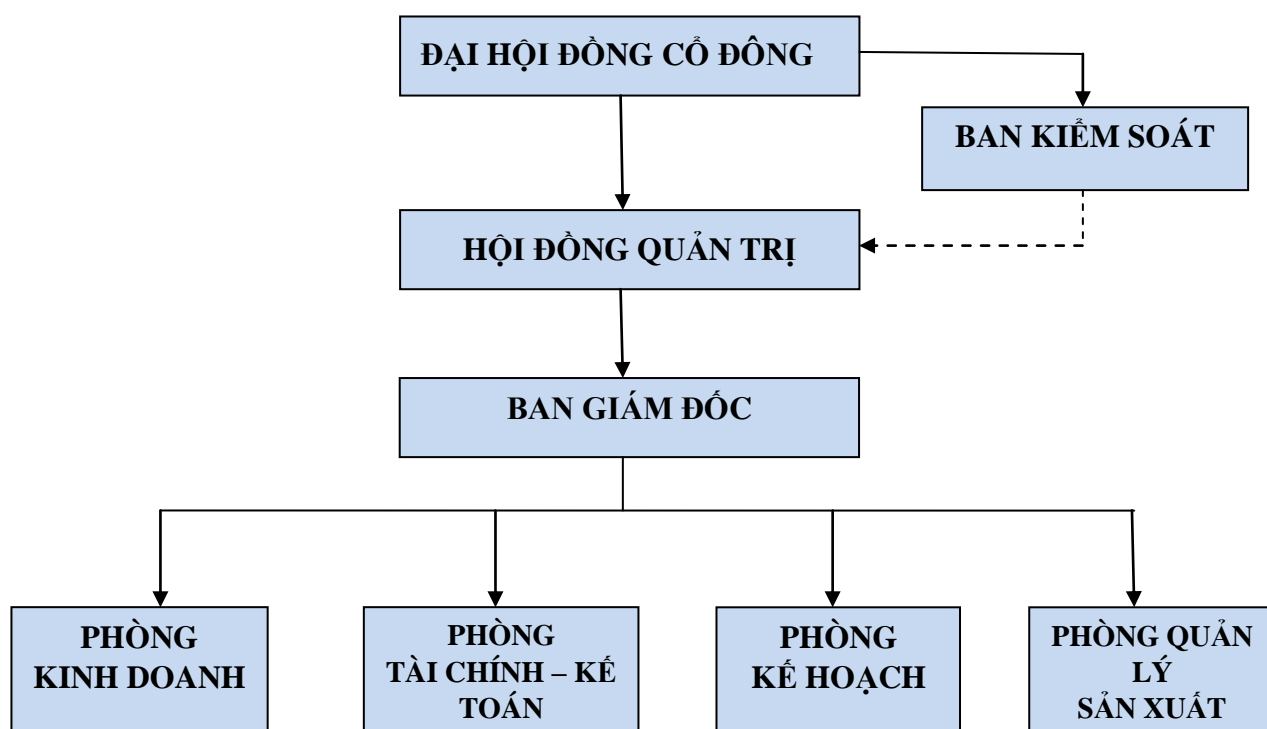 ĐẠI HỘI ĐỒNG CỔ ĐÔNG
BAN KIỂM SOÁT
HỘI ĐỒNG QUẢN TRỊ
BAN GIÁM ĐỐC
PHÒNG
KINH DOANH
PHÒNG
TÀI CHÍNH – KẾ
TOÁN
PHÒNG
KẾ HOẠCH
PHÒNG QUẢN
LÝ
SẢN XUẤT